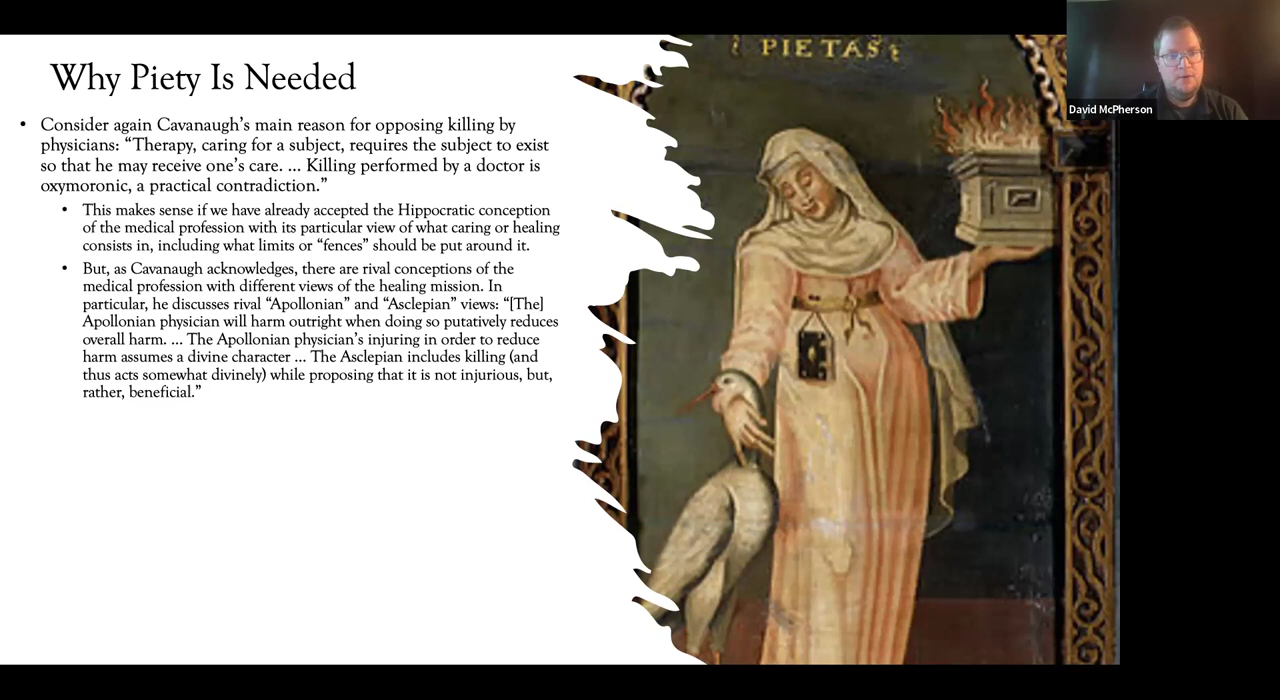 PIETAS
David McPherson
Why Piety Is Needed
• Consider again Cavanaugh’s main reason for opposing killing by
physicians: “Therapy, caring for a subject, requires the subject to exist
so that he may receive one’s care. … Killing performed by a doctor is
oxymoronic, a practical contradiction.”
• This makes sense if we have already accepted the Hippocratic conception
of the medical profession with its particular view of what caring or healing
consists in, including what limits or “fences” should be put around it.
• But, as Cavanaugh acknowledges, there are rival conceptions of the
medical profession with different views of the healing mission. In
particular, he discusses rival “Apollonian” and “Asclepian” views: “[The]
Apollonian physician will harm outright when doing so putatively reduces
overall harm. … The Apollonian physician’s injuring in order to reduce
harm assumes a divine character … The Asclepian includes killing (and
thus acts somewhat divinely) while proposing that it is not injurious, but,
rather, beneficial.”